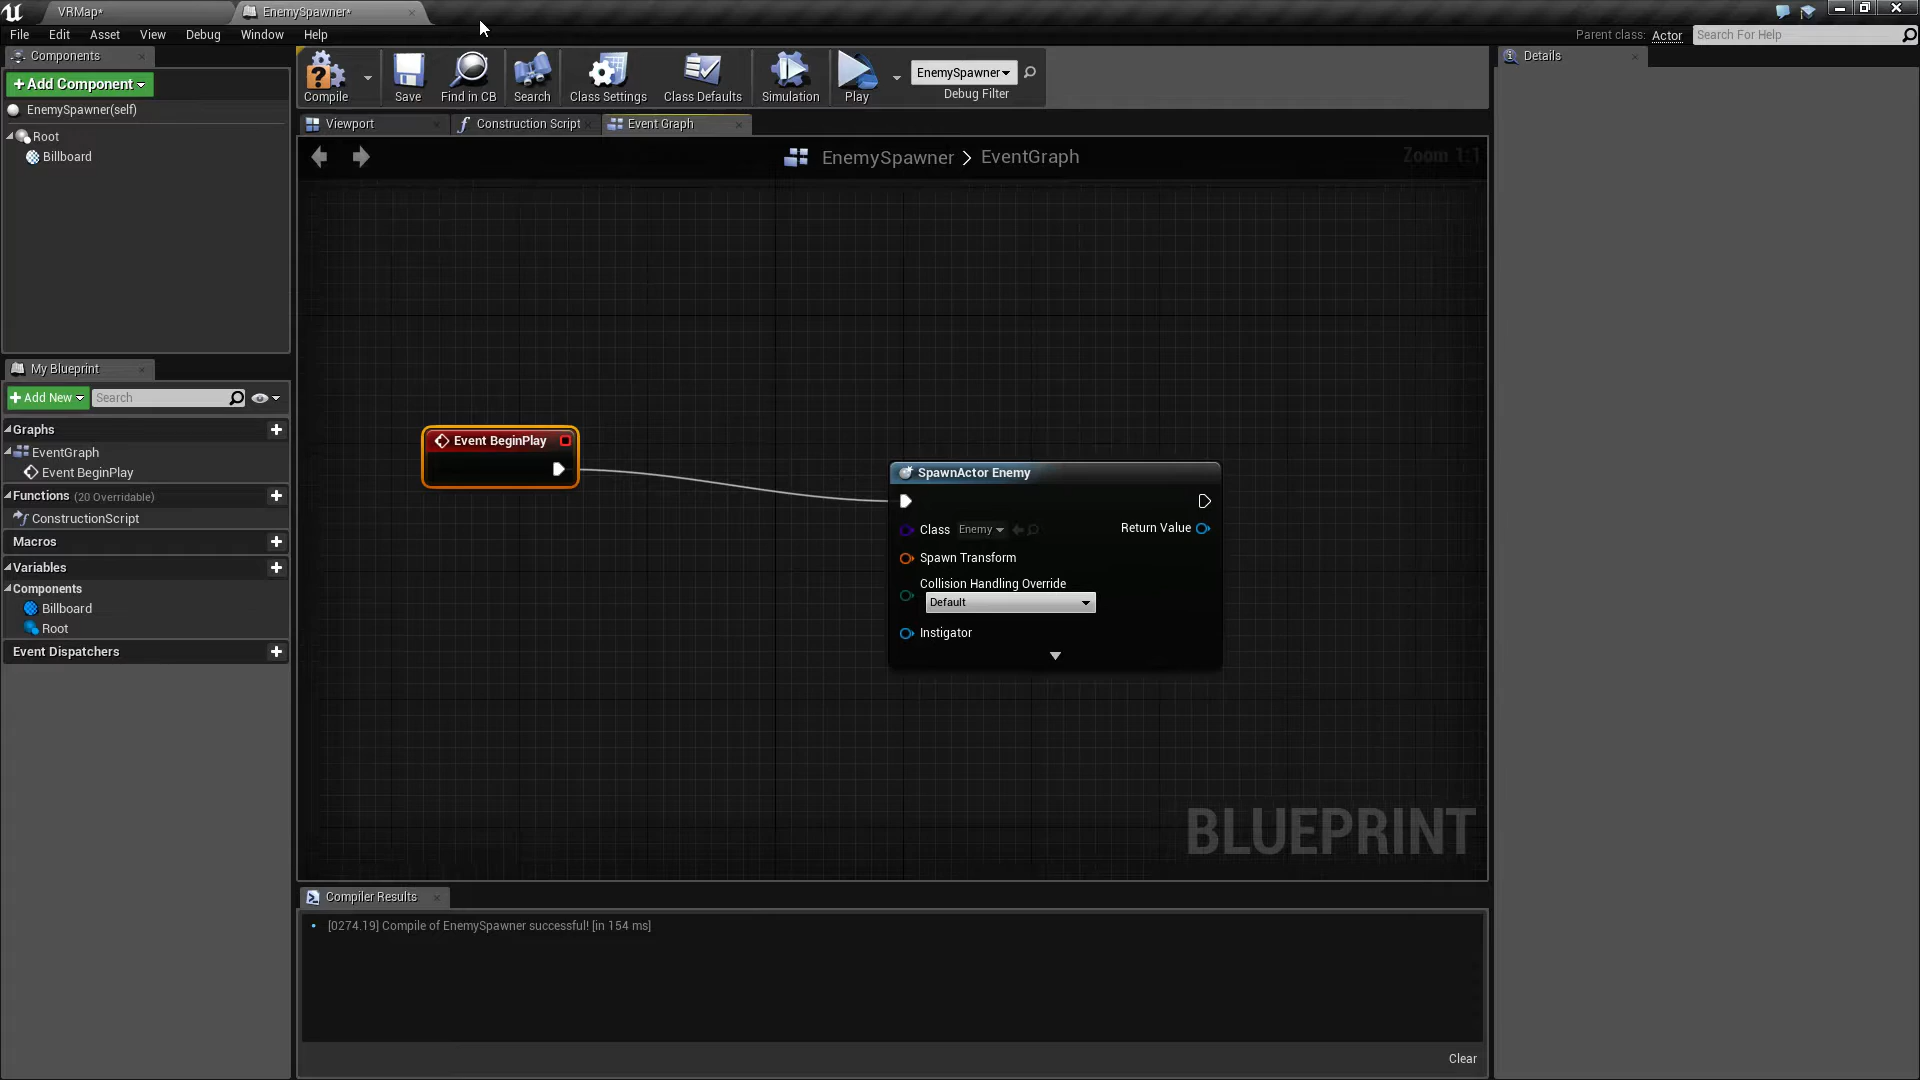 VRMap*
EnemySpawner*
File Edit Asset View Debug Window Help
Parent class: Actor
Search For Help
Components
+Add Component
EnemySpawner(self)
Root
Billboard
Compile
Save
Find in CB
Search
Class Settings
Class Defaults
Simulation
Play
EnemySpawner
Debug Filter
Details
Viewport
Construction Script
Event Graph
EnemySpawner > EventGraph
Zoom 1:1
Event BeginPlay
SpawnActor Enemy
Class Enemy
Return Value
Spawn Transform
Collision Handling Override
Default
Instigator
BLUEPRINT
My Blueprint
+Add New
Search
Graphs
EventGraph
Event BeginPlay
Functions (20 Overridable)
ConstructionScript
Macros
Variables
Components
Billboard
Root
Event Dispatchers
Compiler Results
[0274.19] Compile of EnemySpawner successful! [in 154 ms]
Clear